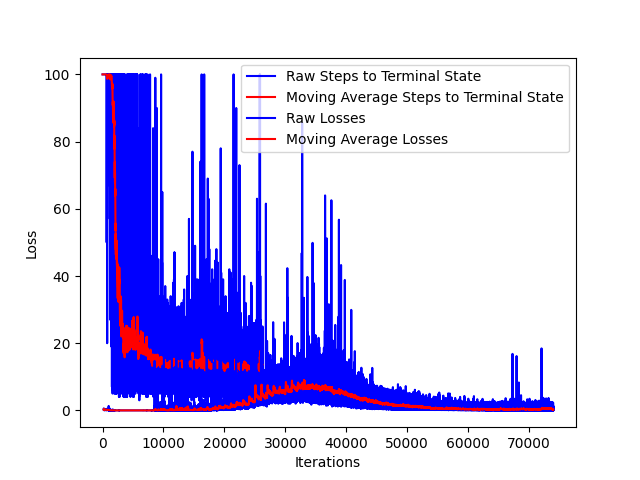 Raw Steps to Terminal State
Moving Average Steps to Terminal State
Raw Losses
Moving Average Losses
100
80
60
40
20
0
Loss
0 10000 20000 30000 40000 50000 60000 70000
Iterations